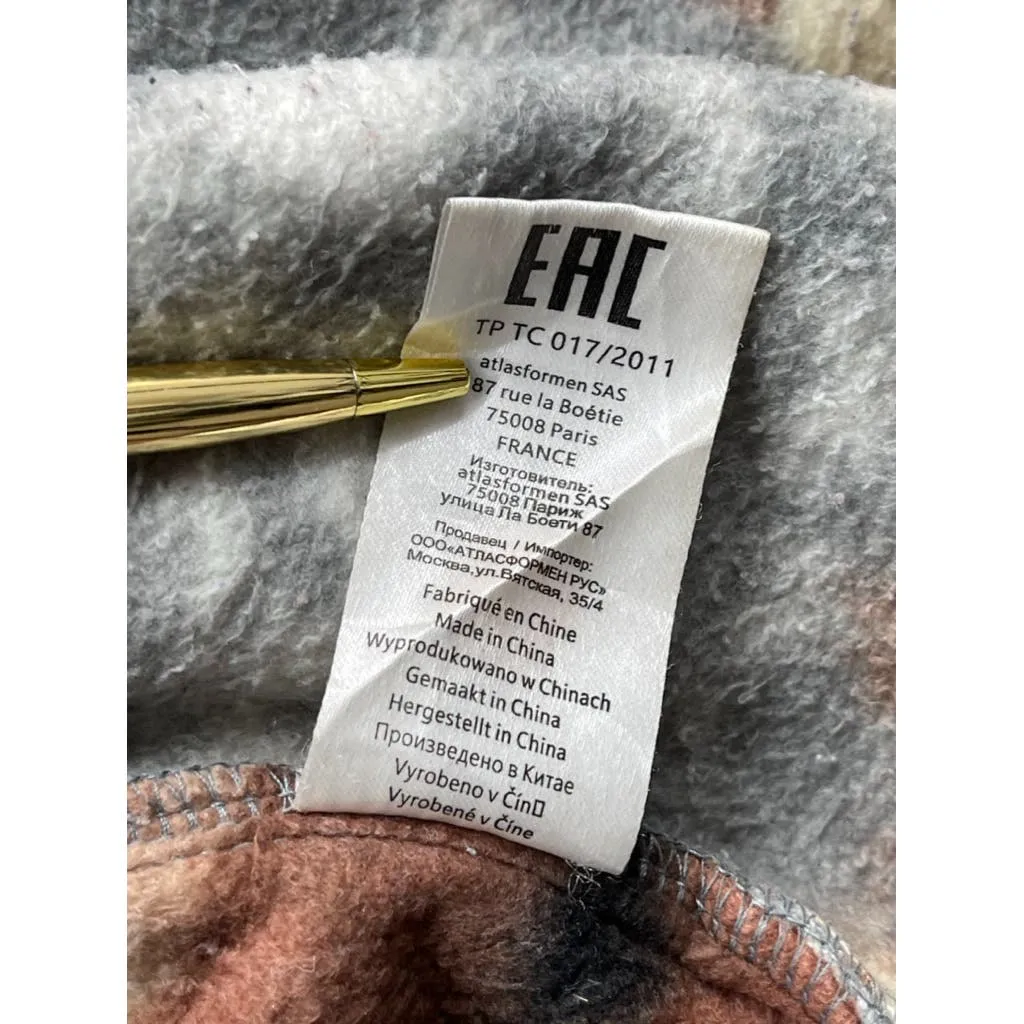 EAC
TP TC 017/2011
atlasformen SAS
87 rue la Boétie
75008 Paris
FRANCE
Изготовитель:
atlasformen SAS
75008 Париж
улица Ла Боети 87
Продавец / Импортер:
ООО«АТЛАСФОРМЕН РУС»
Москва,ул.Вятская, 35/4
Fabriqué en Chine
Made in China
Wyprodukowano w Chinach
Gemaakt in China
Hergestellt in China
Произведено в Китае
Vyrobeno v Čín▯
Vyrobené v Číne